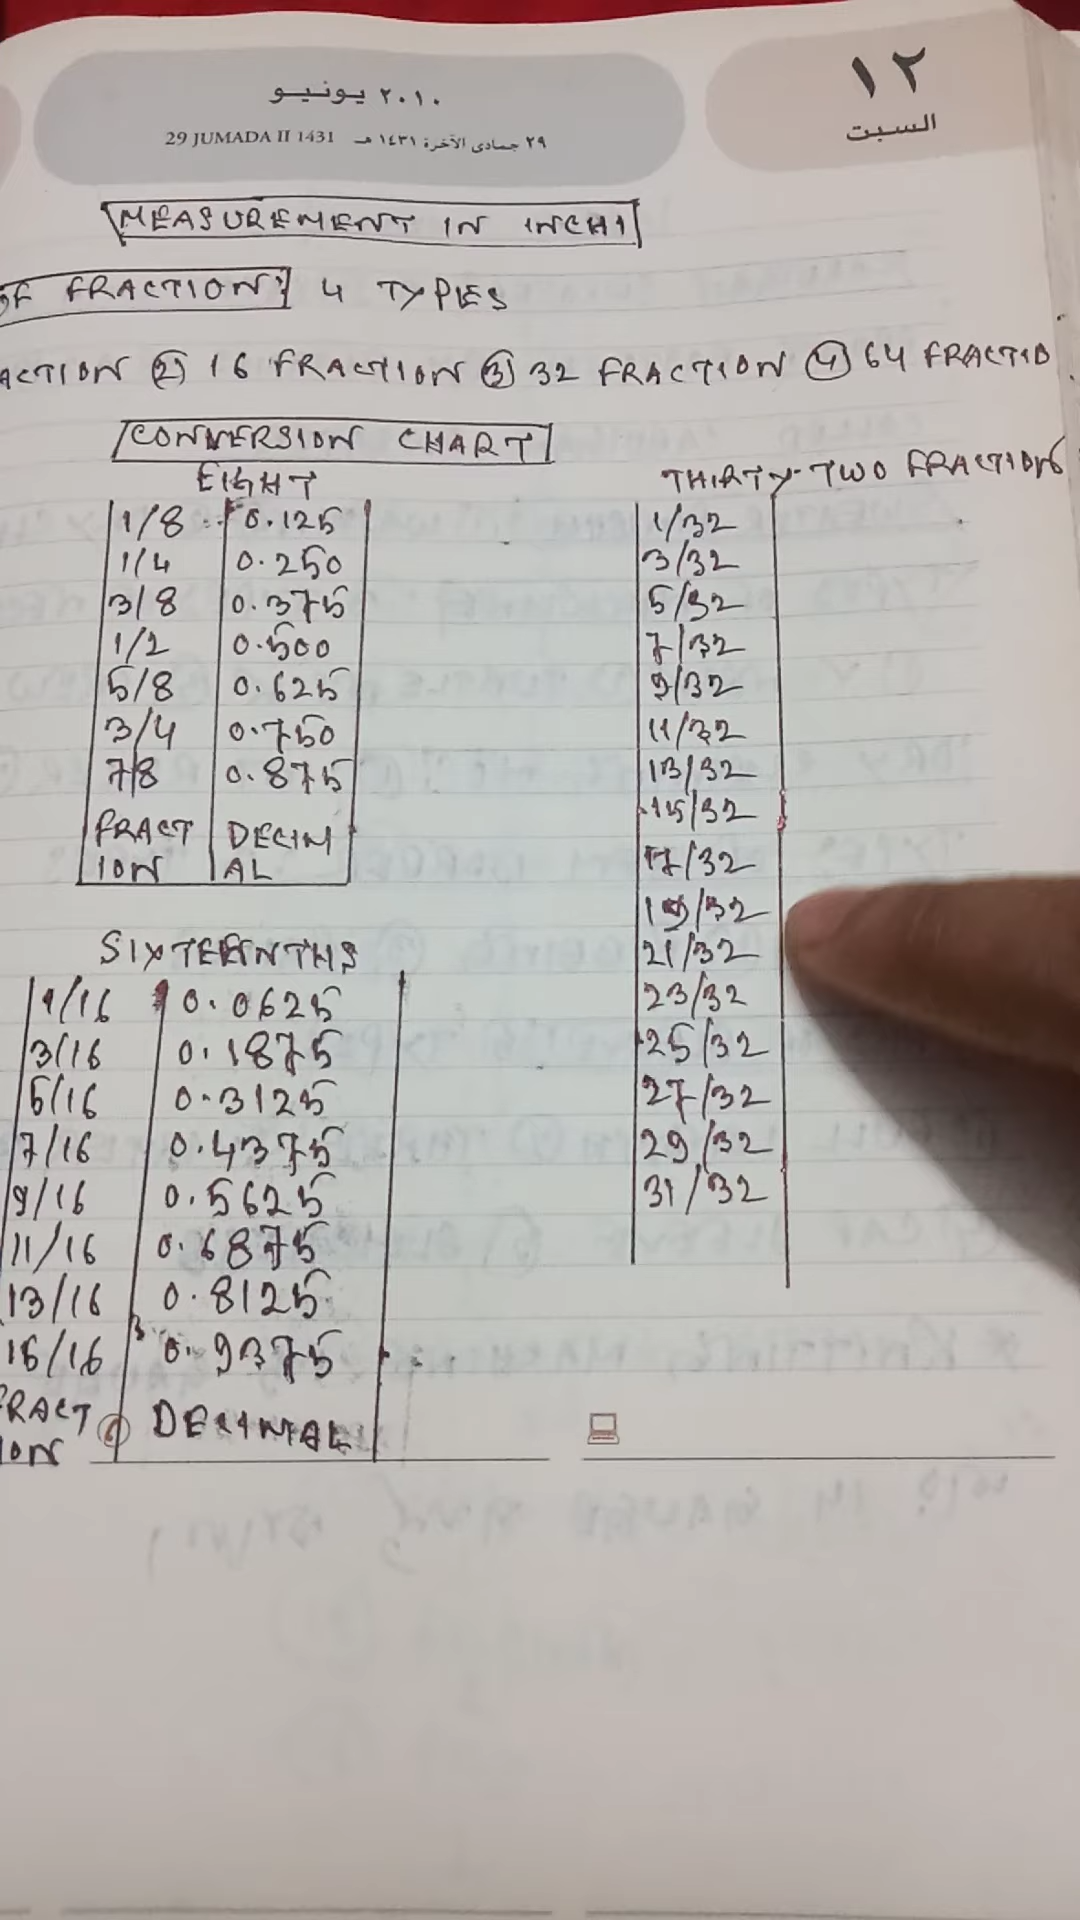 ٢٠١٠ يونيو
29 JUMADA II 1431 ٢٩ جمادى الآخرة ١٤٣١ هـ
١٢
السبت
MEASUREMENT IN INCHI
OF FRACTION: 4 TYPES
ACTION ② 16 FRACTION ③ 32 FRACTION ④ 64 FRACTIO
CONVERSION CHART
EIGHT
1/8 0.125
1/4 0.250
3/8 0.375
1/2 0.500
5/8 0.625
3/4 0.750
7/8 0.875
FRACT DECIM
ION AL
SIXTEENTHS
1/16 0.0625
3/16 0.1875
5/16 0.3125
7/16 0.4375
9/16 0.5625
11/16 0.6875
13/16 0.8125
15/16 0.9375
FRACT DECIMAL
ION
THIRTY-TWO FRACTION
1/32
3/32
5/32
7/32
9/32
11/32
13/32
15/32
17/32
19/32
21/32
23/32
25/32
27/32
29/32
31/32